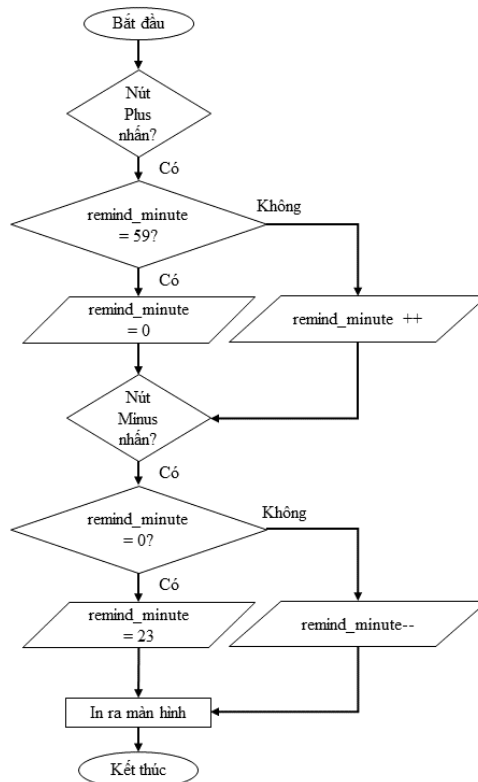 Bắt đầu
Nút
Plus
nhấn?
Có
remind_minute
= 59?
Không
Có
remind_minute
= 0
remind_minute ++
Nút
Minus
nhấn?
Có
remind_minute
= 0?
Không
Có
remind_minute
= 23
remind_minute--
In ra màn hình
Kết thúc